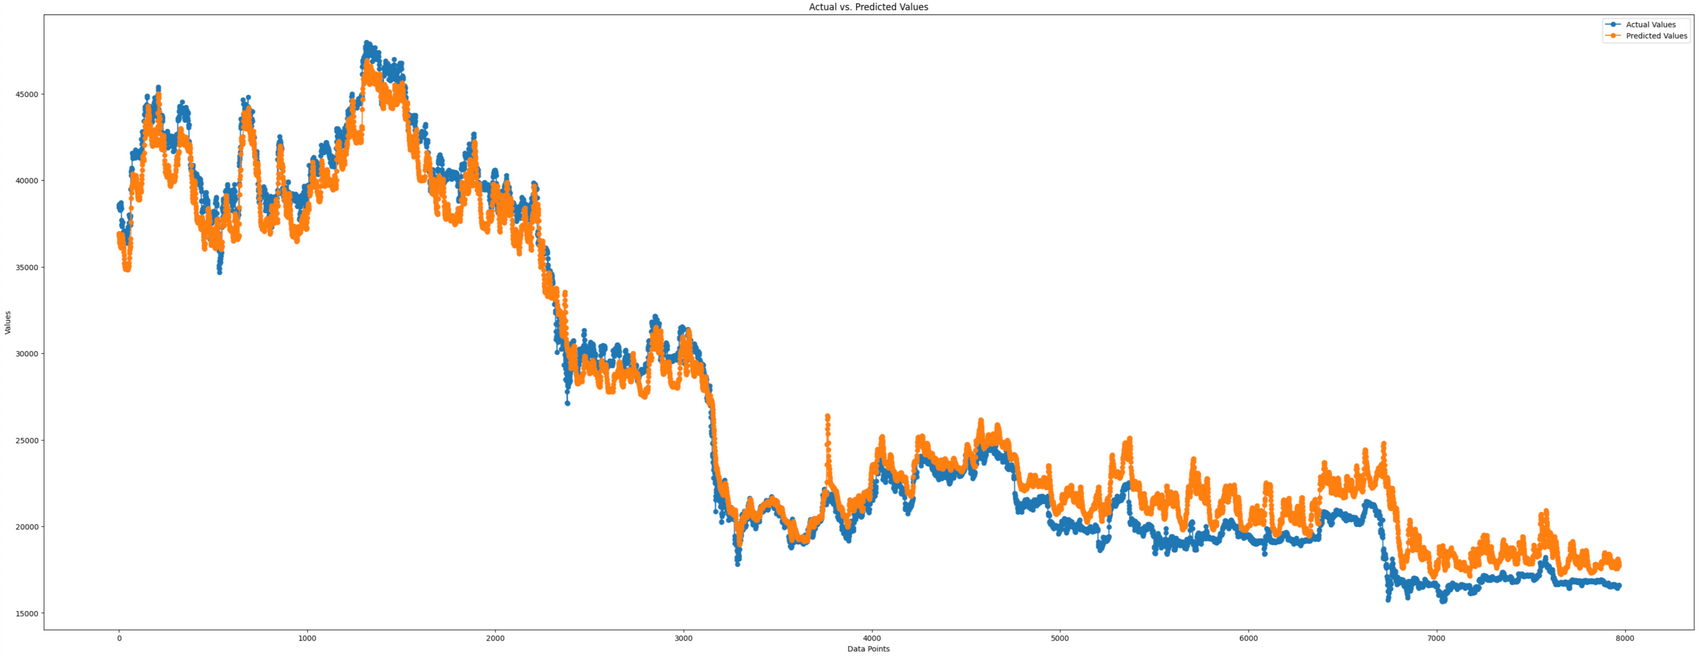 Actual vs. Predicted Values
Actual Values
Predicted Values
45000
40000
35000
30000
25000
20000
15000
Values
0 1000 2000 3000 4000 5000 6000 7000 8000
Data Points